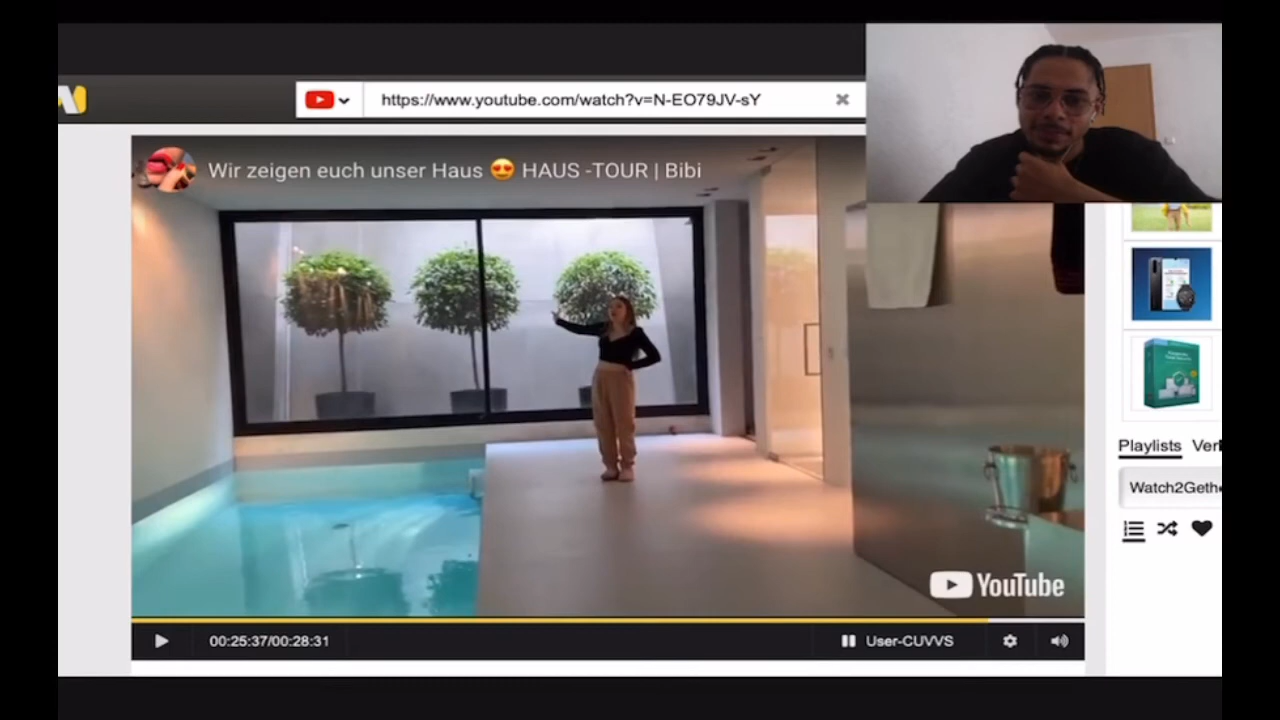 https://www.youtube.com/watch?v=N-EO79JV-sY
Wir zeigen euch unser Haus 😍 HAUS -TOUR | Bibi
YouTube
00:25:37/00:28:31
User-CUVVS
Playlists Ver
Watch2Geth